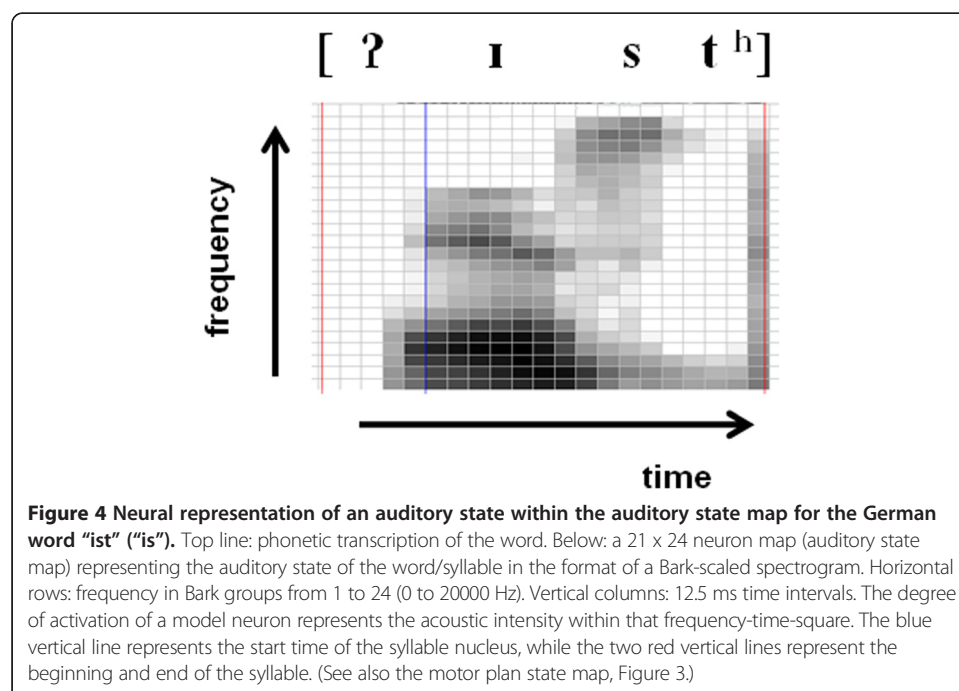 [ ʔ ɪ s t ʰ ]
frequency
time
Figure 4 Neural representation of an auditory state within the auditory state map for the German
word “ist” (“is”). Top line: phonetic transcription of the word. Below: a 21 x 24 neuron map (auditory state
map) representing the auditory state of the word/syllable in the format of a Bark-scaled spectrogram. Horizontal
rows: frequency in Bark groups from 1 to 24 (0 to 20000 Hz). Vertical columns: 12.5 ms time intervals. The degree
of activation of a model neuron represents the acoustic intensity within that frequency-time-square. The blue
vertical line represents the start time of the syllable nucleus, while the two red vertical lines represent the
beginning and end of the syllable. (See also the motor plan state map, Figure 3.)